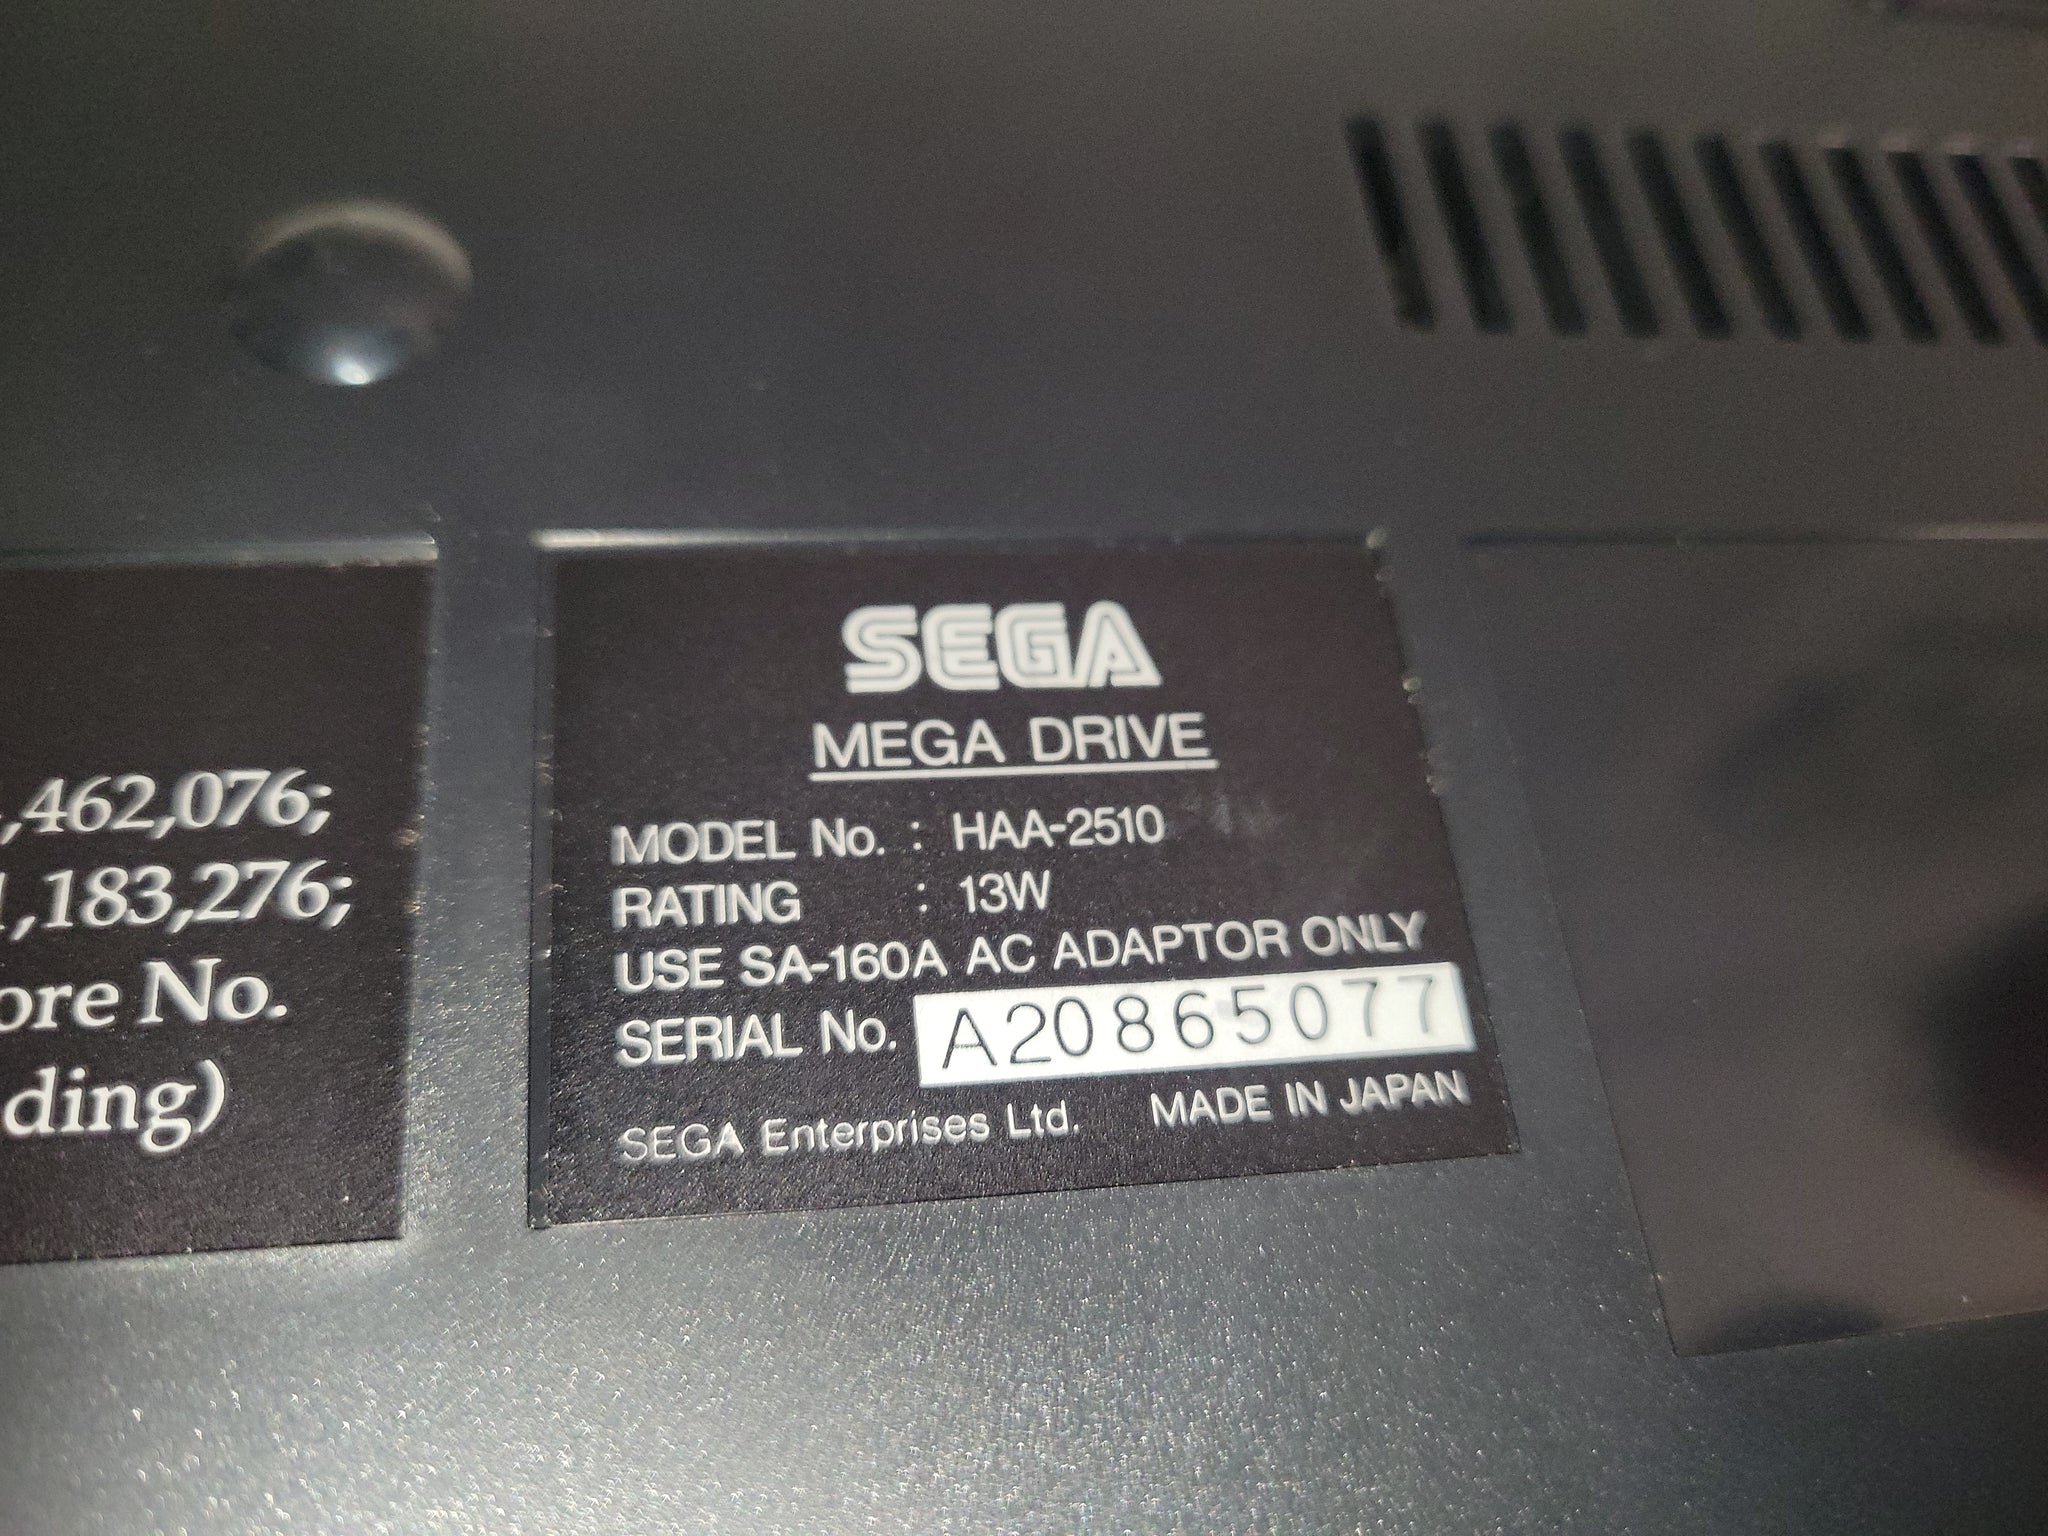 ,462,076;
1,183,276;
ore No.
ding)
SEGA
MEGA DRIVE
MODEL No. : HAA-2510
RATING : 13W
USE SA-160A AC ADAPTOR ONLY
SERIAL No. A20865077
SEGA Enterprises Ltd. MADE IN JAPAN